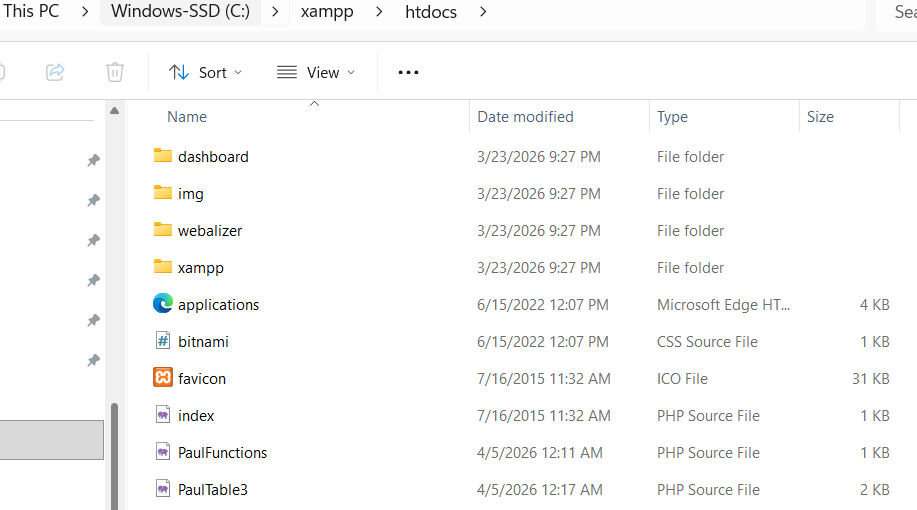 This PC > Windows-SSD (C:) > xampp > htdocs > Sea
Sort View ...
Name Date modified Type Size
dashboard 3/23/2026 9:27 PM File folder
img 3/23/2026 9:27 PM File folder
webalizer 3/23/2026 9:27 PM File folder
xampp 3/23/2026 9:27 PM File folder
applications 6/15/2022 12:07 PM Microsoft Edge HT... 4 KB
bitnami 6/15/2022 12:07 PM CSS Source File 1 KB
favicon 7/16/2015 11:32 AM ICO File 31 KB
index 7/16/2015 11:32 AM PHP Source File 1 KB
PaulFunctions 4/5/2026 12:11 AM PHP Source File 1 KB
PaulTable3 4/5/2026 12:17 AM PHP Source File 2 KB